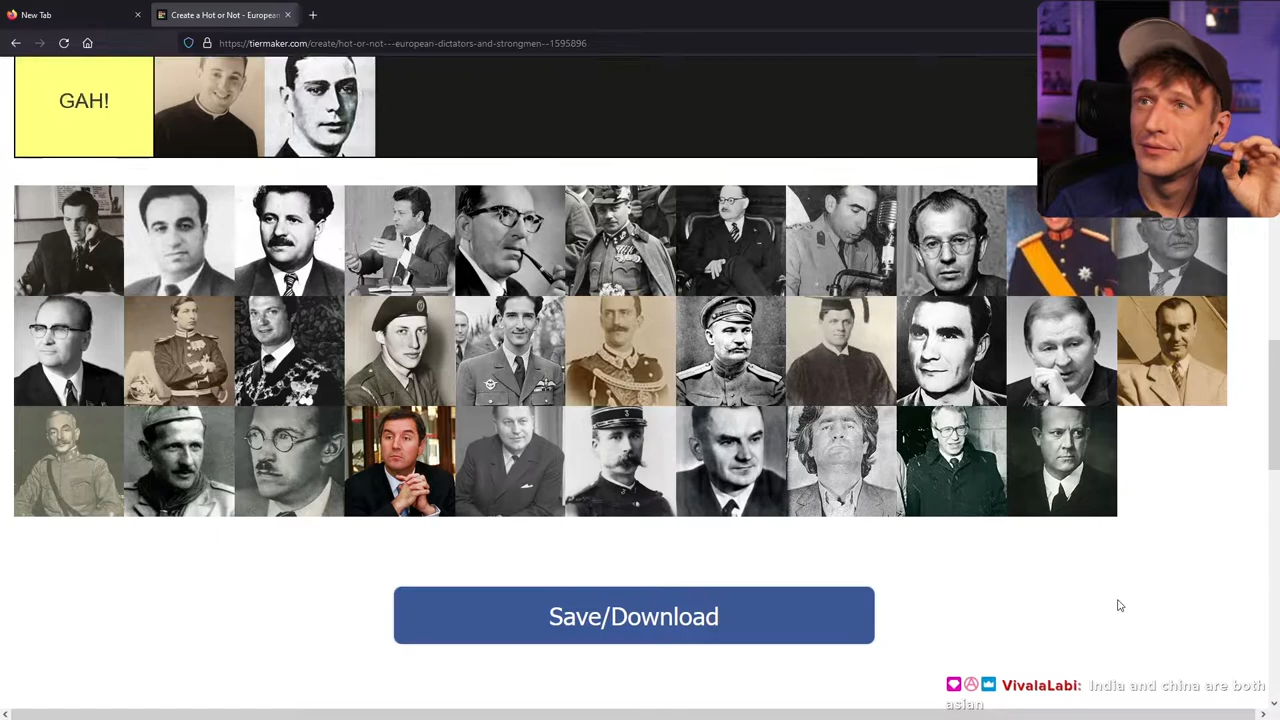 New Tab
Create a Hot or Not - European
https://tiermaker.com/create/hot-or-not---european-dictators-and-strongmen--1595896
GAH!
Save/Download
VivalaLabi: India and china are both
asian